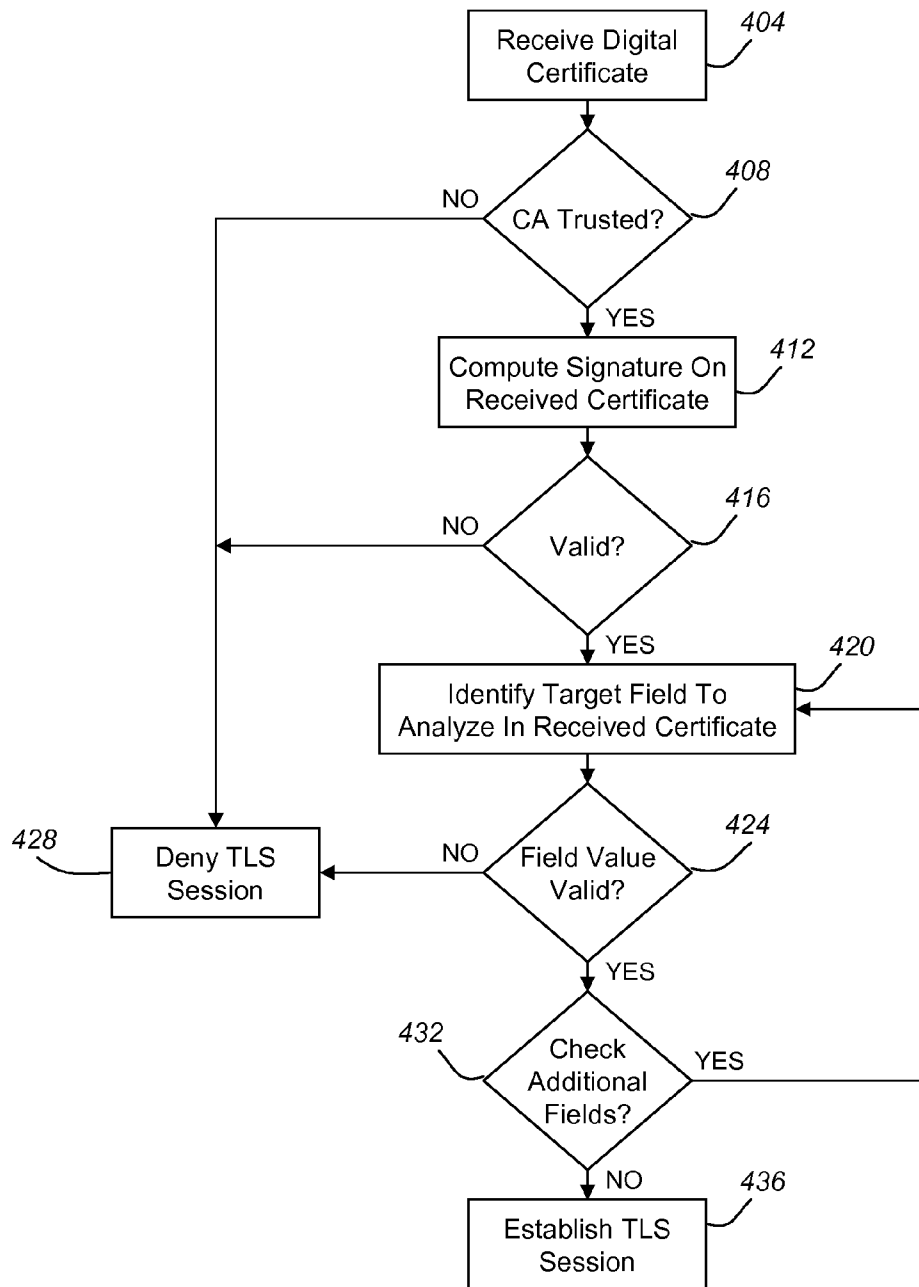 Receive Digital
Certificate
404
CA Trusted?
408
NO
YES
Compute Signature On
Received Certificate
412
Valid?
416
NO
YES
Identify Target Field To
Analyze In Received Certificate
420
Field Value
Valid?
424
NO
Deny TLS
Session
428
YES
Check
Additional
Fields?
432
YES
NO
Establish TLS
Session
436